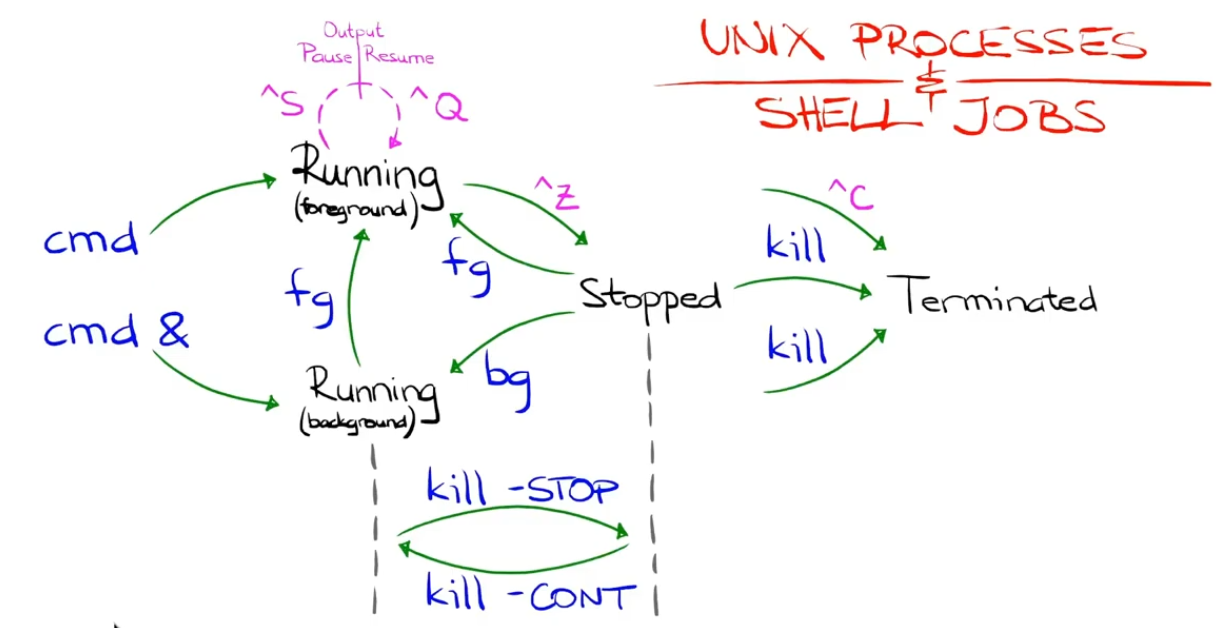 UNIX PROCESSES
&
SHELL JOBS
Output
Pause Resume
^S ^Q
Running
(foreground)
^Z
^C
cmd
fg
fg
kill
Stopped
Terminated
cmd &
kill
bg
Running
(background)
kill -STOP
kill -CONT